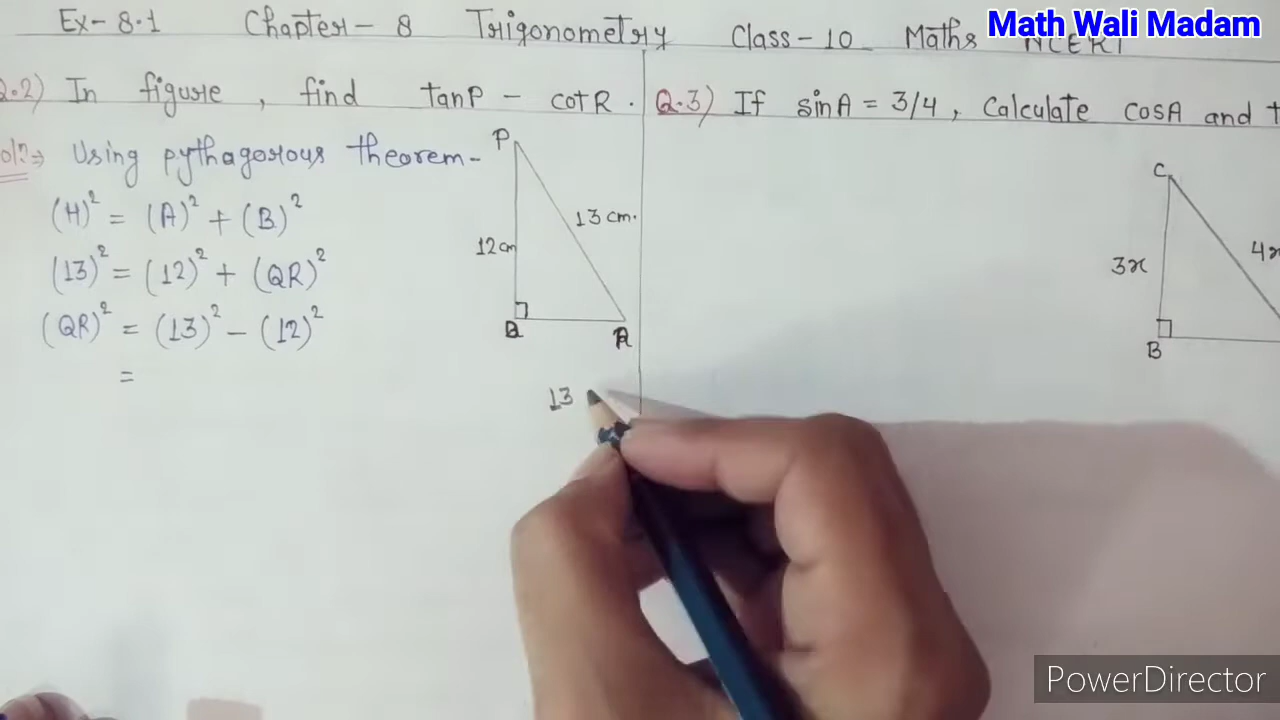 Ex-8.1 Chapter-8 Trigonometry Class-10 Maths NCERT
Math Wali Madam
Q.2) In figure, find tanP - cotR.
Using pythagorous theorem-
(H)² = (A)² + (B)²
(13)² = (12)² + (QR)²
(QR)² = (13)² - (12)²
=
P
12cm
13 cm.
Q
R
13
Q.3) If sinA = 3/4, Calculate cosA and
C
3x
B
PowerDirector